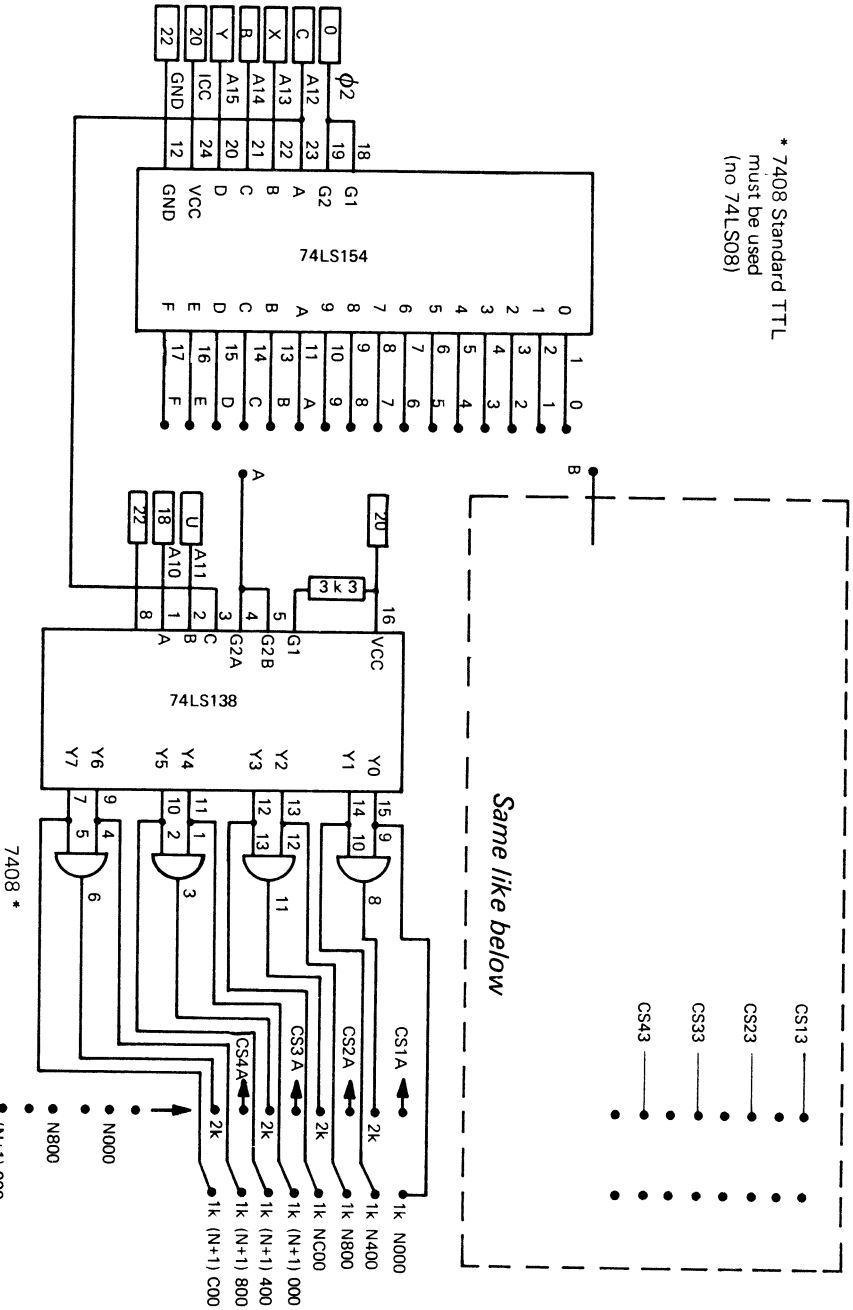 * 7408 Standard TTL
must be used
(no 74LS08)
0
C
X
B
Y
20
22
ϕ2
A12
A13
A14
A15
ICC
GND
18
19
23
22
21
20
24
12
G1
G2
A
B
C
D
VCC
GND
74LS154
0
1
2
3
4
5
6
7
8
9
A
B
C
D
E
F
1
2
3
4
5
6
7
8
9
10
11
13
14
15
16
17
0
1
2
3
4
5
6
7
8
9
A
B
C
D
E
F
B
A
20
U
18
22
A11
A10
3 k 3
16
5
4
3
2
1
8
VCC
G1
G2B
G2A
C
B
A
74LS138
Y0
Y1
Y2
Y3
Y4
Y5
Y6
Y7
15
14
13
12
11
10
9
7
9
10
12
13
1
2
4
5
8
11
3
6
7408 *
Same like below
CS13
CS23
CS33
CS43
CS1A
CS2A
CS3A
CS4A
2k
2k
2k
2k
1k N000
1k N400
1k N800
1k NC00
1k (N+1) 000
1k (N+1) 400
1k (N+1) 800
1k (N+1) C00
N000
N800